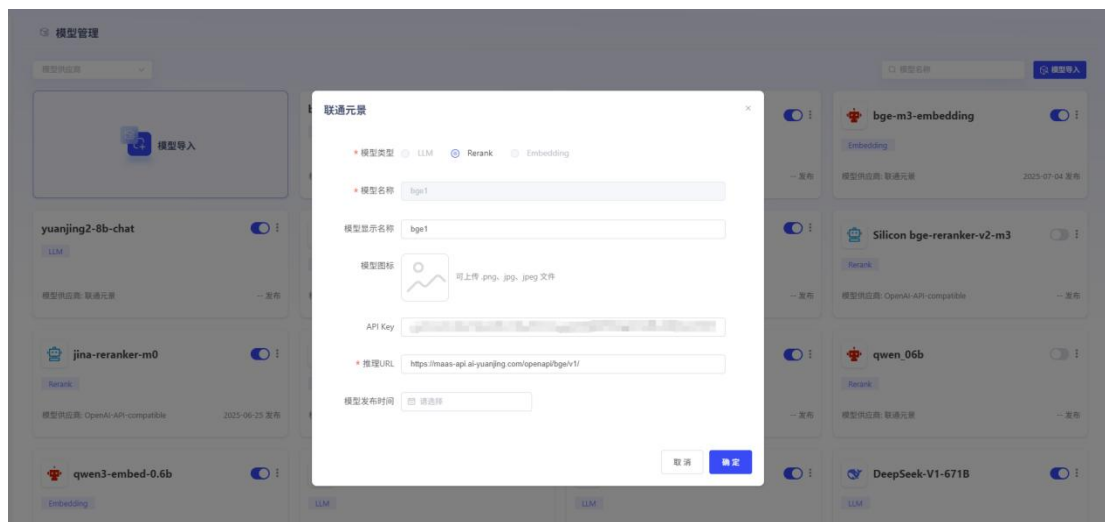 模型管理
模型供应商
模型名称
模型导入
模型导入
bge-m3-embedding
Embedding
-- 发布
模型供应商: 联通元景
2025-07-04 发布
联通元景
* 模型类型
LLM
Rerank
Embedding
* 模型名称
bge1
模型显示名称
bge1
模型图标
可上传 .png、jpg、jpeg 文件
API Key
* 推理URL
https://maas-api.ai-yuanjing.com/openapi/bge/v1/
模型发布时间
请选择
取 消
确 定
yuanjing2-8b-chat
LLM
模型供应商: 联通元景
-- 发布
-- 发布
Silicon bge-reranker-v2-m3
Rerank
模型供应商: OpenAI-API-compatible
-- 发布
jina-reranker-m0
Rerank
模型供应商: OpenAI-API-compatible
2025-06-25 发布
-- 发布
qwen_06b
Rerank
模型供应商: 联通元景
-- 发布
qwen3-embed-0.6b
Embedding
LLM
LLM
DeepSeek-V1-671B
LLM